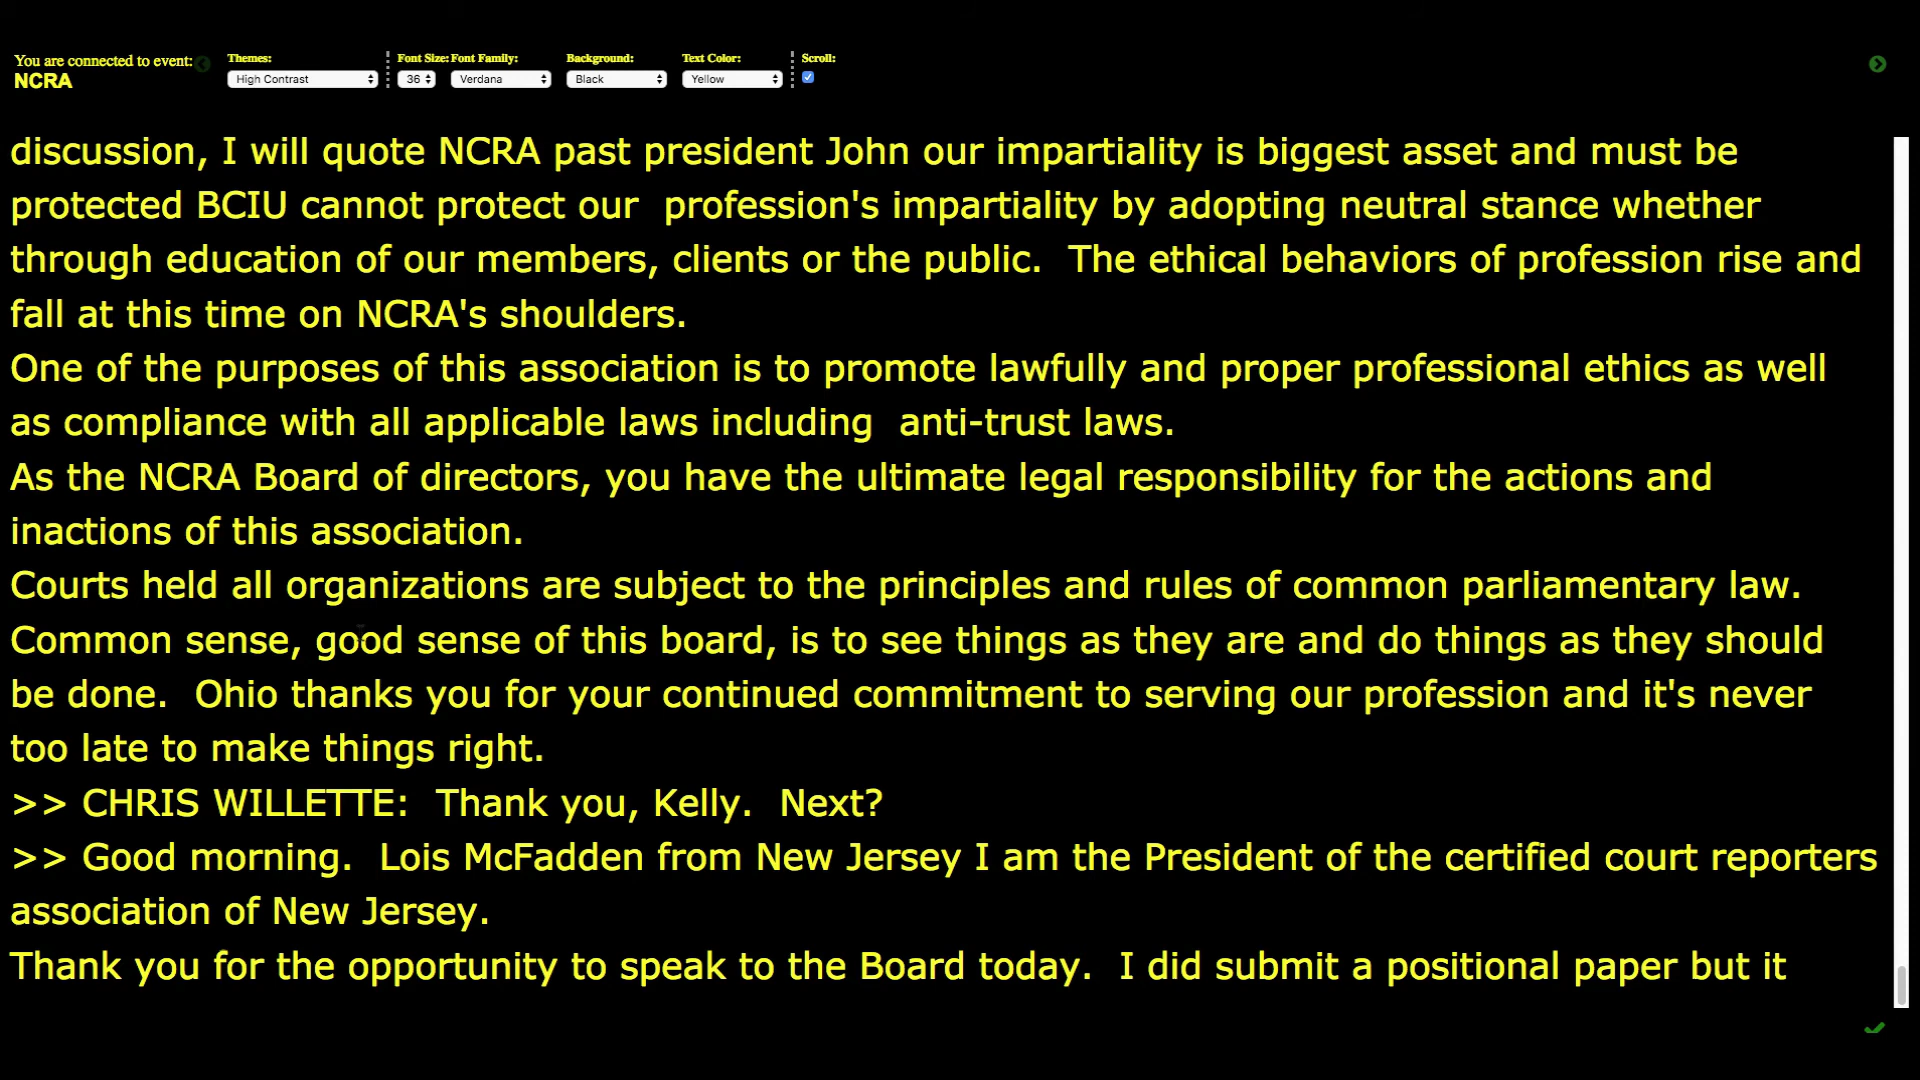 You are connected to event:
NCRA
Themes:
High Contrast
Font Size:
36
Font Family:
Verdana
Background:
Black
Text Color:
Yellow
Scroll:
discussion, I will quote NCRA past president John our impartiality is biggest asset and must be
protected BCIU cannot protect our  profession's impartiality by adopting neutral stance whether
through education of our members, clients or the public.  The ethical behaviors of profession rise and
fall at this time on NCRA's shoulders.
One of the purposes of this association is to promote lawfully and proper professional ethics as well
as compliance with all applicable laws including  anti-trust laws.
As the NCRA Board of directors, you have the ultimate legal responsibility for the actions and
inactions of this association.
Courts held all organizations are subject to the principles and rules of common parliamentary law.
Common sense, good sense of this board, is to see things as they are and do things as they should
be done.  Ohio thanks you for your continued commitment to serving our profession and it's never
too late to make things right.
>> CHRIS WILLETTE:  Thank you, Kelly.  Next?
>> Good morning.  Lois McFadden from New Jersey I am the President of the certified court reporters
association of New Jersey.
Thank you for the opportunity to speak to the Board today.  I did submit a positional paper but it